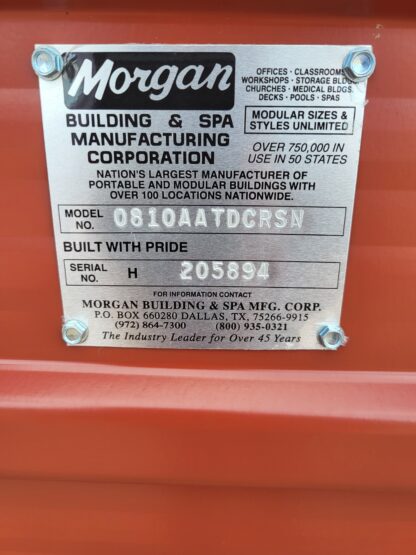 Morgan
OFFICES · CLASSROOMS
WORKSHOPS · STORAGE BLDGS
CHURCHES · MEDICAL BLDGS
DECKS · POOLS · SPAS
BUILDING & SPA
MANUFACTURING
CORPORATION
MODULAR SIZES &
STYLES UNLIMITED
OVER 750,000 IN
USE IN 50 STATES
NATION'S LARGEST MANUFACTURER OF
PORTABLE AND MODULAR BUILDINGS WITH
OVER 100 LOCATIONS NATIONWIDE.
MODEL NO. 0810AATDCRSN
BUILT WITH PRIDE
SERIAL NO. H 205894
FOR INFORMATION CONTACT
MORGAN BUILDING & SPA MFG. CORP.
P.O. BOX 660280 DALLAS, TX, 75266-9915
(972) 864-7300 (800) 935-0321
The Industry Leader for Over 45 Years